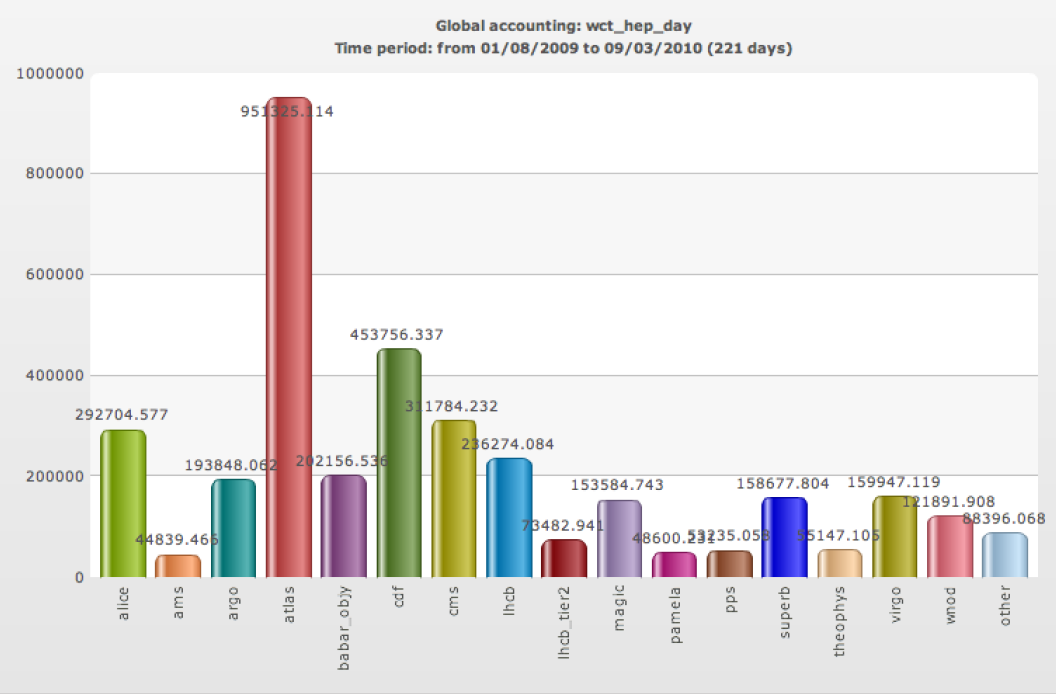 Global accounting: wct_hep_day
Time period: from 01/08/2009 to 09/03/2010 (221 days)
1000000
800000
600000
400000
200000
0
292704.577
44839.466
193848.062
951325.114
202156.536
453756.337
311784.232
236274.084
73482.941
153584.743
158677.804
55147.105
159947.119
121891.908
88396.068
alice
ams
argo
atlas
babar_objy
cdf
cms
lhcb
lhcb_tier2
magic
pamela
pps
superb
theophys
virgo
wnod
other